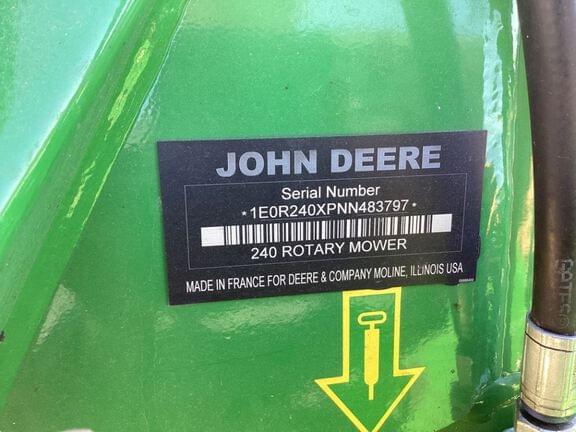 JOHN DEERE
Serial Number
*1E0R240XPNN483797*
240 ROTARY MOWER
MADE IN FRANCE FOR DEERE & COMPANY MOLINE, ILLINOIS USA